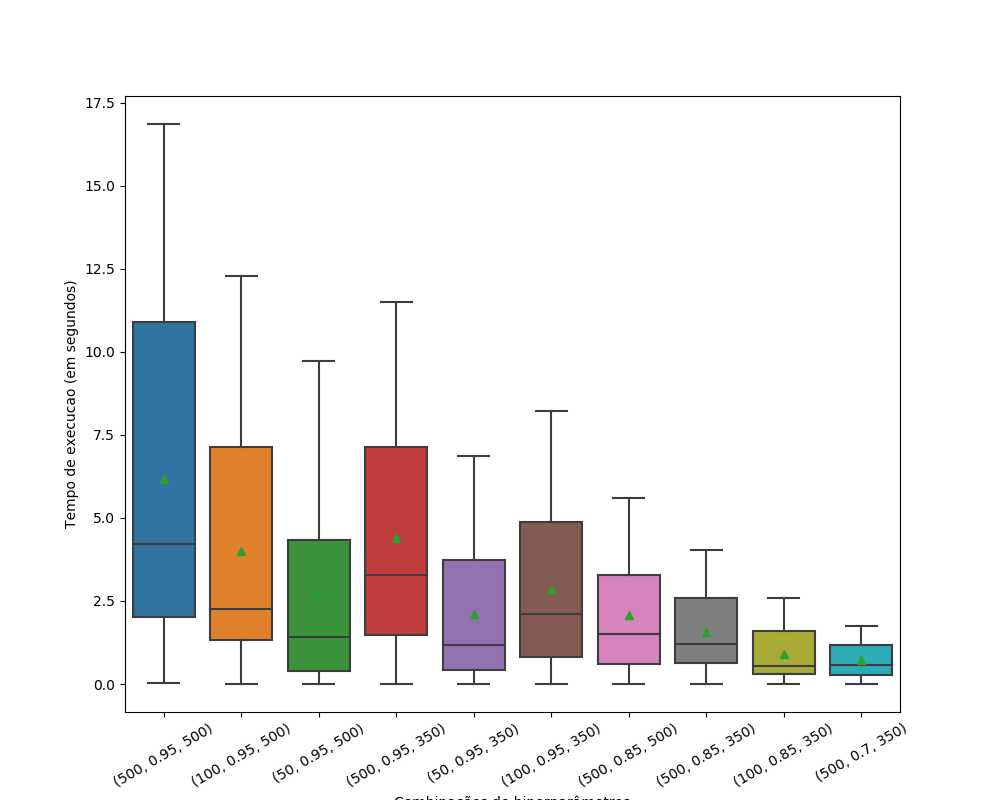 17.5
15.0
12.5
10.0
7.5
5.0
2.5
0.0
Tempo de execucao (em segundos)
(500, 0.95, 500)
(100, 0.95, 500)
(50, 0.95, 500)
(500, 0.95, 350)
(50, 0.95, 350)
(100, 0.95, 350)
(500, 0.85, 500)
(500, 0.85, 350)
(100, 0.85, 350)
(500, 0.7, 350)
Combinações de hiperparâmetros